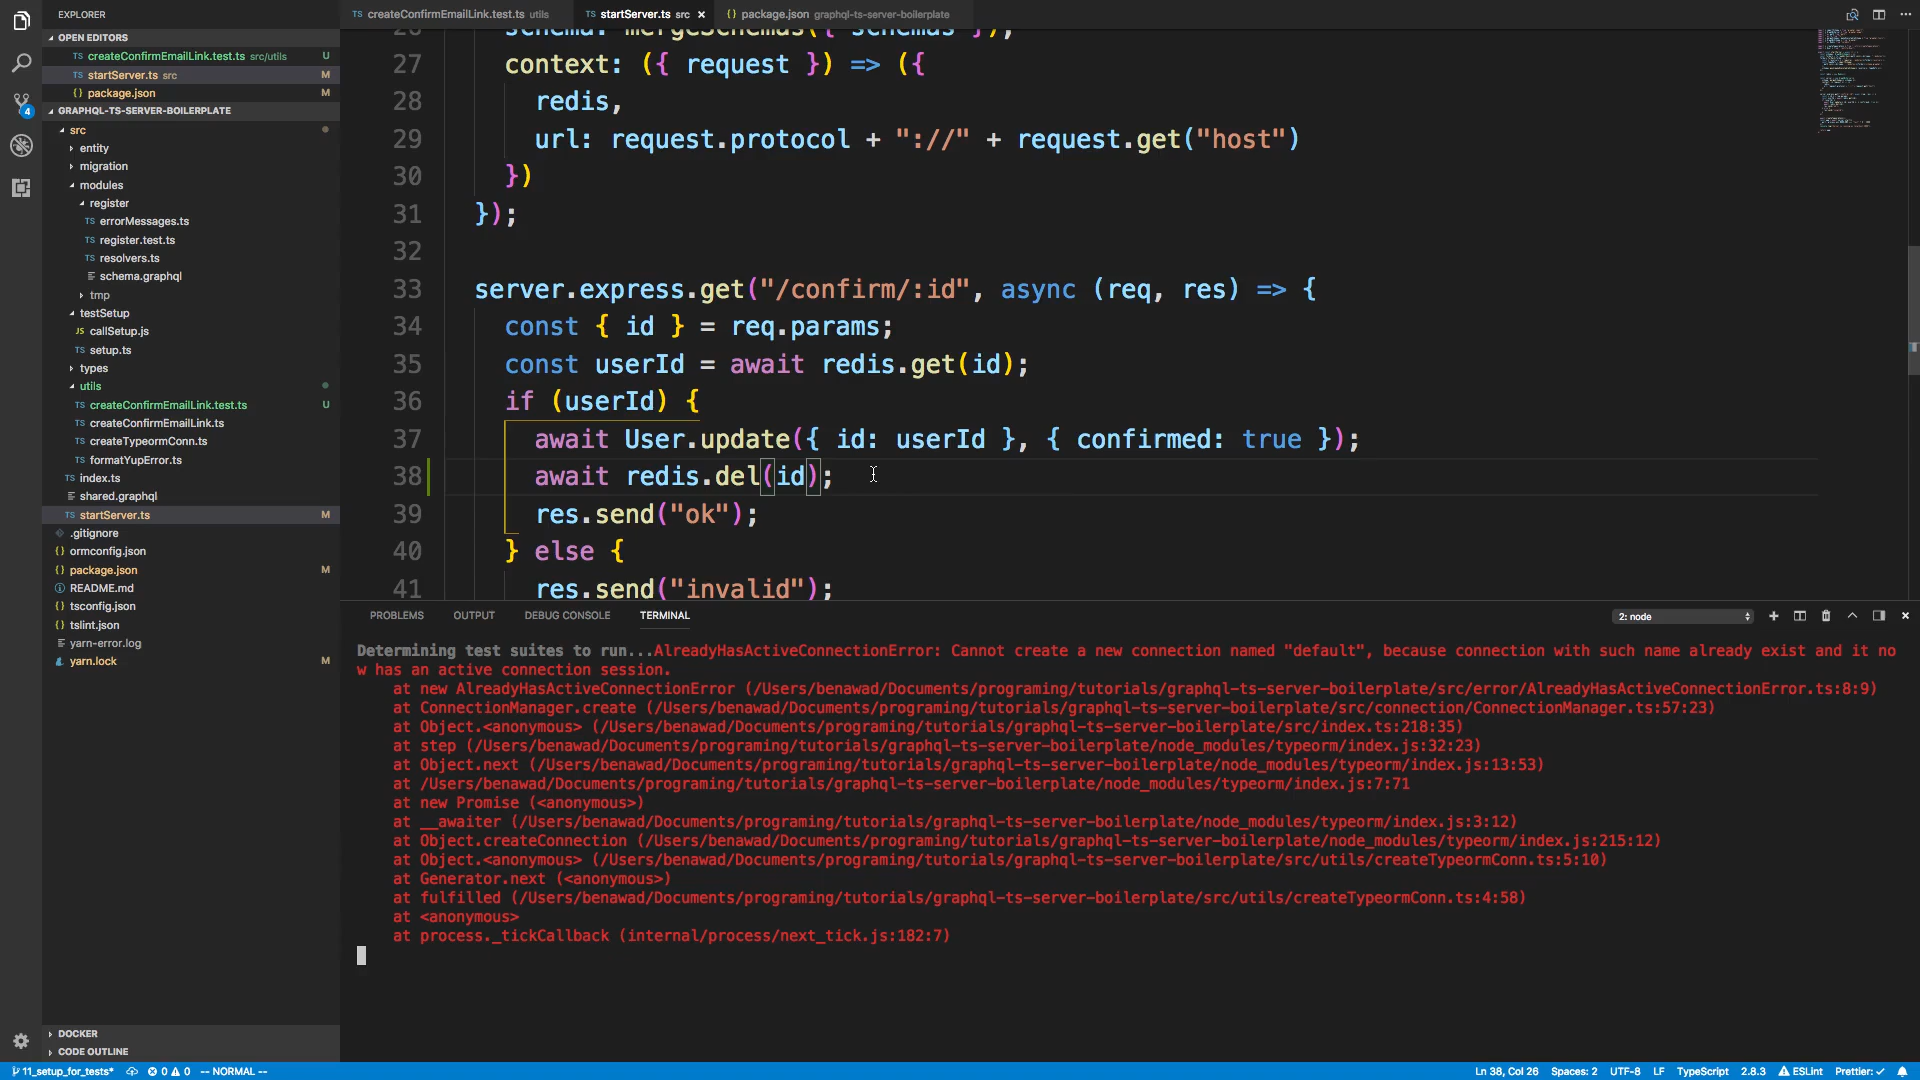 EXPLORER
OPEN EDITORS
TS createConfirmEmailLink.test.ts src/utils U
TS startServer.ts src M
{} package.json M
GRAPHQL-TS-SERVER-BOILERPLATE
src
entity
migration
modules
register
TS errorMessages.ts
TS register.test.ts
TS resolvers.ts
schema.graphql
tmp
testSetup
JS callSetup.js
TS setup.ts
types
utils
TS createConfirmEmailLink.test.ts U
TS createConfirmEmailLink.ts
TS createTypeormConn.ts
TS formatYupError.ts
TS index.ts
shared.graphql
TS startServer.ts M
.gitignore
{} ormconfig.json
{} package.json M
README.md
{} tsconfig.json
{} tslint.json
yarn-error.log
yarn.lock M
DOCKER
CODE OUTLINE
4
TS createConfirmEmailLink.test.ts utils TS startServer.ts src × {} package.json graphql-ts-server-boilerplate
26 schema: mergeSchemas({ schemas }),
27 context: ({ request }) => ({
28 redis,
29 url: request.protocol + "://" + request.get("host")
30 })
31 });
32
33 server.express.get("/confirm/:id", async (req, res) => {
34 const { id } = req.params;
35 const userId = await redis.get(id);
36 if (userId) {
37 await User.update({ id: userId }, { confirmed: true });
38 await redis.del(id);
39 res.send("ok");
40 } else {
41 res.send("invalid");
PROBLEMS OUTPUT DEBUG CONSOLE TERMINAL 2: node
Determining test suites to run...AlreadyHasActiveConnectionError: Cannot create a new connection named "default", because connection with such name already exist and it no
w has an active connection session.
at new AlreadyHasActiveConnectionError (/Users/benawad/Documents/programing/tutorials/graphql-ts-server-boilerplate/src/error/AlreadyHasActiveConnectionError.ts:8:9)
at ConnectionManager.create (/Users/benawad/Documents/programing/tutorials/graphql-ts-server-boilerplate/src/connection/ConnectionManager.ts:57:23)
at Object.<anonymous> (/Users/benawad/Documents/programing/tutorials/graphql-ts-server-boilerplate/src/index.ts:218:35)
at step (/Users/benawad/Documents/programing/tutorials/graphql-ts-server-boilerplate/node_modules/typeorm/index.js:32:23)
at Object.next (/Users/benawad/Documents/programing/tutorials/graphql-ts-server-boilerplate/node_modules/typeorm/index.js:13:53)
at /Users/benawad/Documents/programing/tutorials/graphql-ts-server-boilerplate/node_modules/typeorm/index.js:7:71
at new Promise (<anonymous>)
at __awaiter (/Users/benawad/Documents/programing/tutorials/graphql-ts-server-boilerplate/node_modules/typeorm/index.js:3:12)
at Object.createConnection (/Users/benawad/Documents/programing/tutorials/graphql-ts-server-boilerplate/node_modules/typeorm/index.js:215:12)
at Object.<anonymous> (/Users/benawad/Documents/programing/tutorials/graphql-ts-server-boilerplate/src/utils/createTypeormConn.ts:5:10)
at Generator.next (<anonymous>)
at fulfilled (/Users/benawad/Documents/programing/tutorials/graphql-ts-server-boilerplate/src/utils/createTypeormConn.ts:4:58)
at <anonymous>
at process._tickCallback (internal/process/next_tick.js:182:7)
11_setup_for_tests* 0 0 -- NORMAL -- Ln 38, Col 26 Spaces: 2 UTF-8 LF TypeScript 2.8.3 ESLint Prettier: ✓